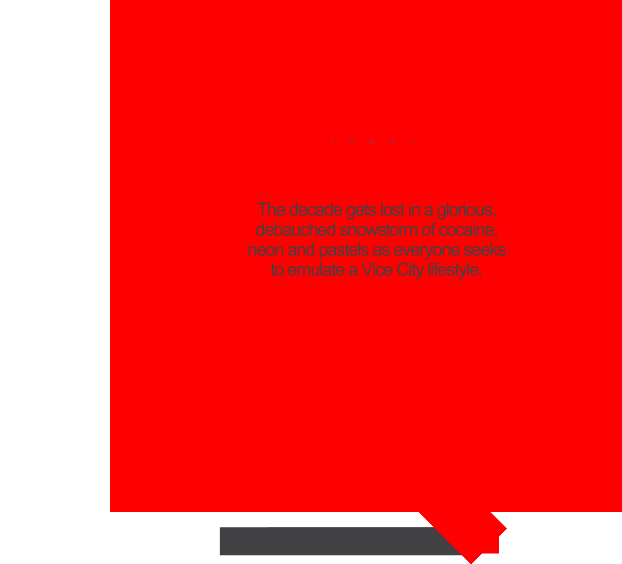 The decade gets lost in a glorious,
debauched snowstorm of cocaine,
neon and pastels as everyone seeks
to emulate a Vice City lifestyle.